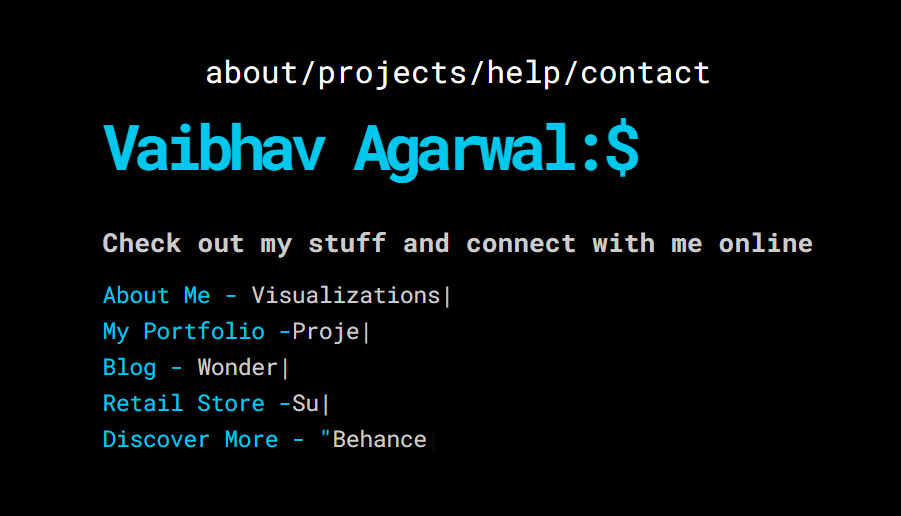 about/projects/help/contact
Vaibhav Agarwal:$
Check out my stuff and connect with me online
About Me - Visualizations|
My Portfolio -Proje|
Blog - Wonder|
Retail Store -Su|
Discover More - "Behance